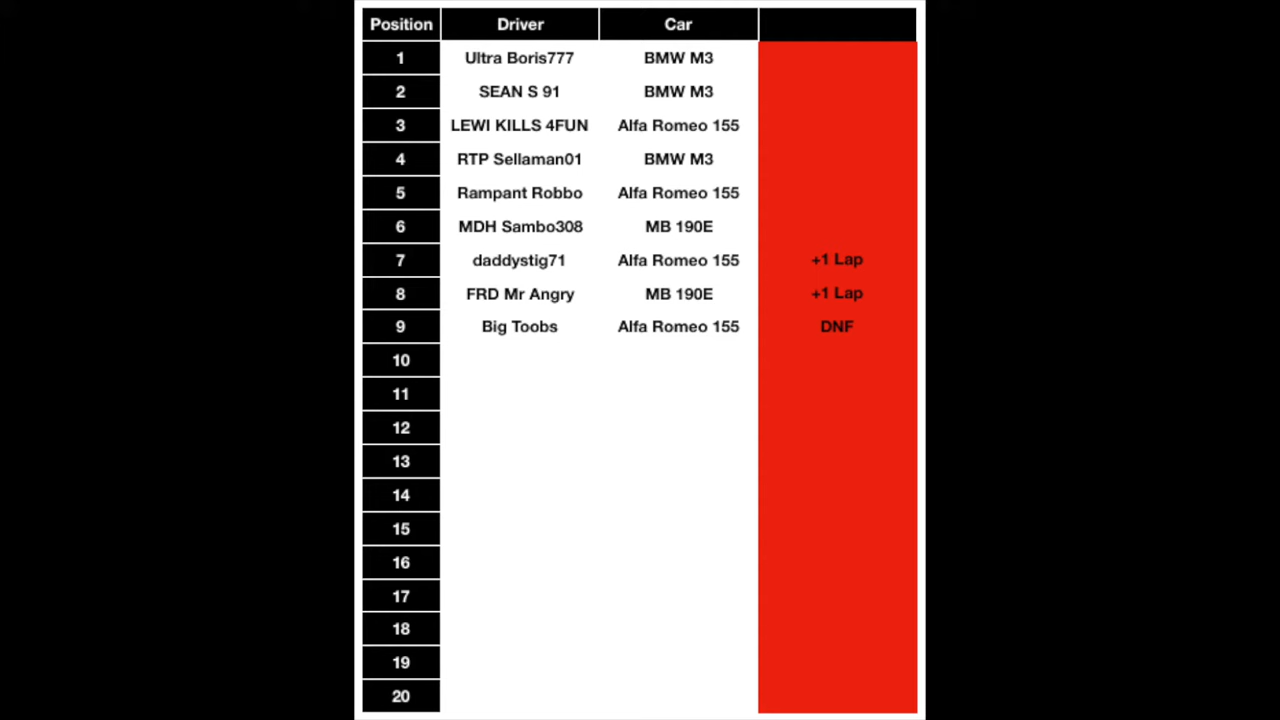 Position Driver Car
1 Ultra Boris777 BMW M3
2 SEAN S 91 BMW M3
3 LEWI KILLS 4FUN Alfa Romeo 155
4 RTP Sellaman01 BMW M3
5 Rampant Robbo Alfa Romeo 155
6 MDH Sambo308 MB 190E
7 daddystig71 Alfa Romeo 155 +1 Lap
8 FRD Mr Angry MB 190E +1 Lap
9 Big Toobs Alfa Romeo 155 DNF
10
11
12
13
14
15
16
17
18
19
20